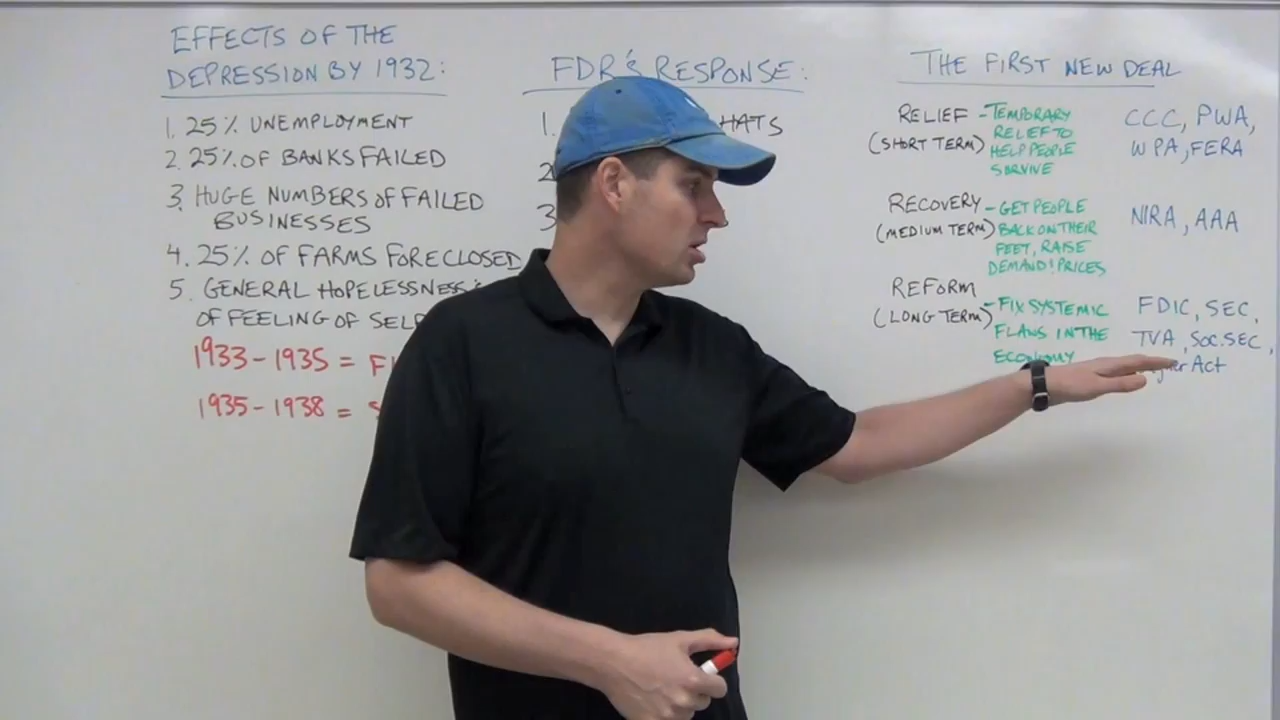 EFFECTS OF THE
DEPRESSION BY 1932:
1. 25% UNEMPLOYMENT
2. 25% OF BANKS FAILED
3. HUGE NUMBERS OF FAILED
BUSINESSES
4. 25% OF FARMS FORECLOSED
5. GENERAL HOPELESSNESS
OF FEELING OF SELF
1933-1935 =
1935-1938 =
FDR'S RESPONSE:
1. HATS
2
3
THE FIRST NEW DEAL
RELIEF - TEMPORARY
(SHORT TERM) RELIEF TO
HELP PEOPLE
SURVIVE
CCC, PWA,
WPA, FERA
RECOVERY - GET PEOPLE
(MEDIUM TERM) BACK ON THEIR
FEET, RAISE
DEMAND & PRICES
NIRA, AAA
REFORM
(LONG TERM) - FIX SYSTEMIC
FLAWS IN THE
ECONOMY
FDIC, SEC,
TVA, SOC. SEC,
Act